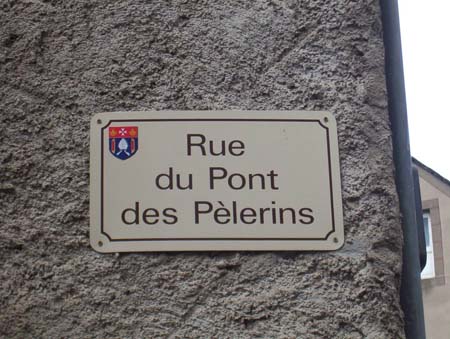 Rue
du Pont
des Pèlerins